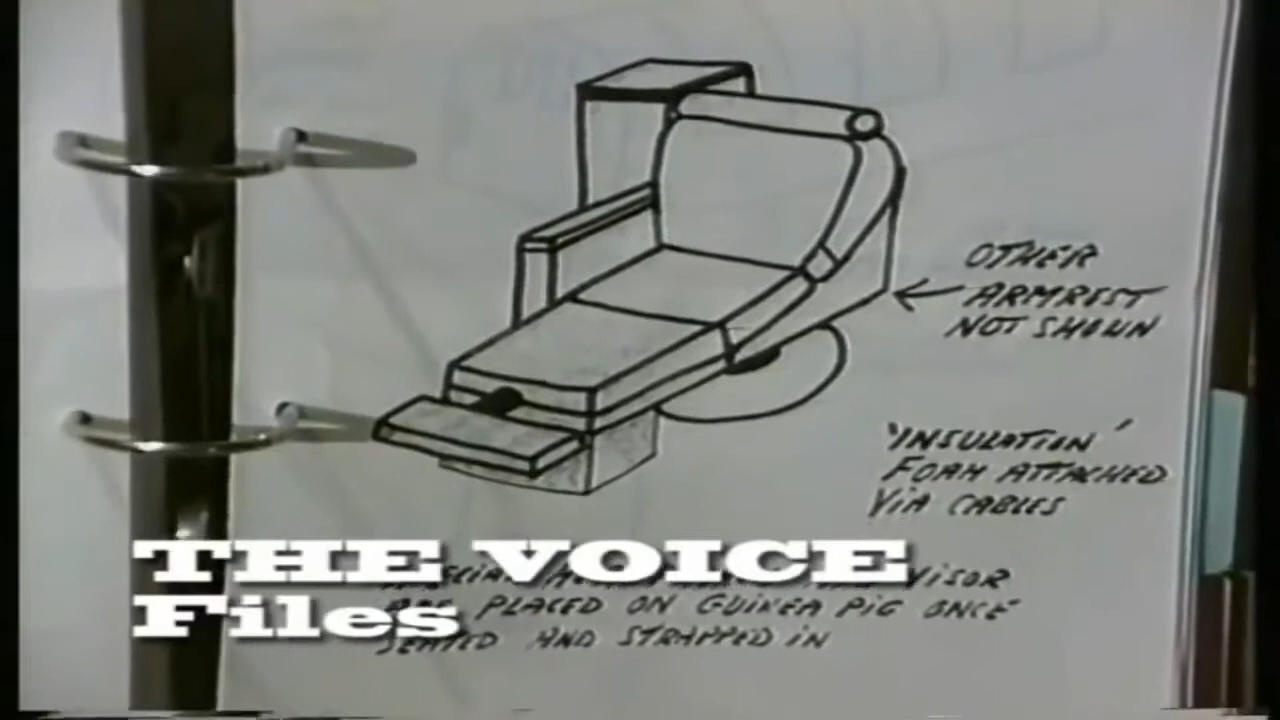 OTHER
ARMREST
NOT SHOWN
'INSULATION'
FOAM ATTACHED
VIA CABLES
THE VOICE
Files
VISOR
PLACED ON GUINEA PIG ONCE
SEATED AND STRAPPED IN